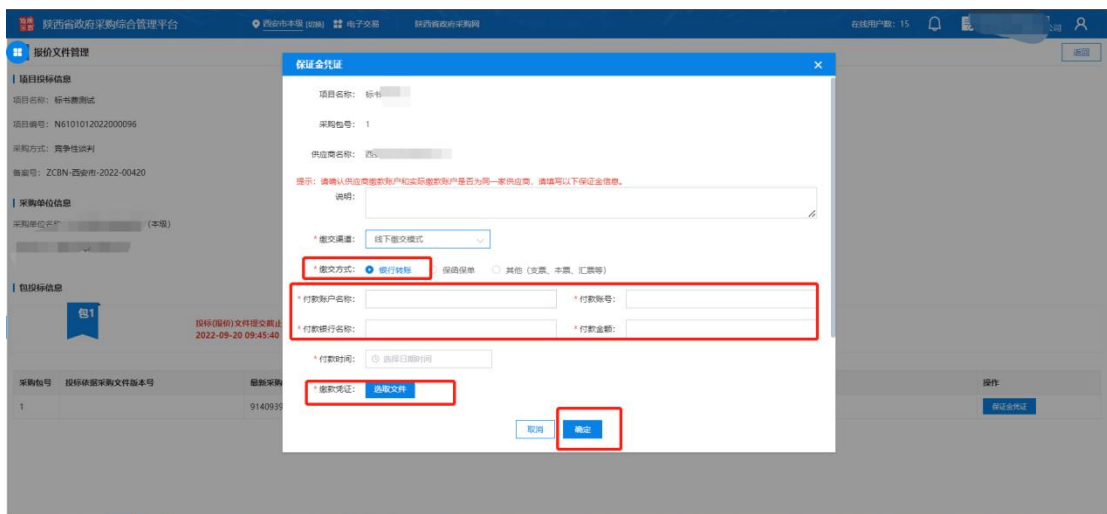 陕西省政府采购综合管理平台 西安市本级 [切换] 电子交易 陕西省政府采购网 在线用户数：15
报价文件管理 返回
项目投标信息
项目名称：标书费测试
项目编号：N6101012022000096
采购方式：竞争性谈判
备案号：ZCBN-西安市-2022-00420
采购单位信息
采购单位名称 (本级)
包投标信息
包1
投标(报价)文件提交截止
2022-09-20 09:45:40
采购包号 投标依据采购文件版本号 最新采购 操作
1 9140939 保证金凭证
保证金凭证
项目名称：标书
采购包号：1
供应商名称：西
提示：请确认供应商缴款账户和实际缴款账户是否为同一家供应商，请填写以下保证金信息。
说明：
*缴交渠道：线下缴交模式
*缴交方式：银行转账 保函保单 其他（支票、本票、汇票等）
*付款账户名称： *付款账号：
*付款银行名称： *付款金额：
*付款时间：选择日期时间
*缴款凭证：选取文件
取消 确定